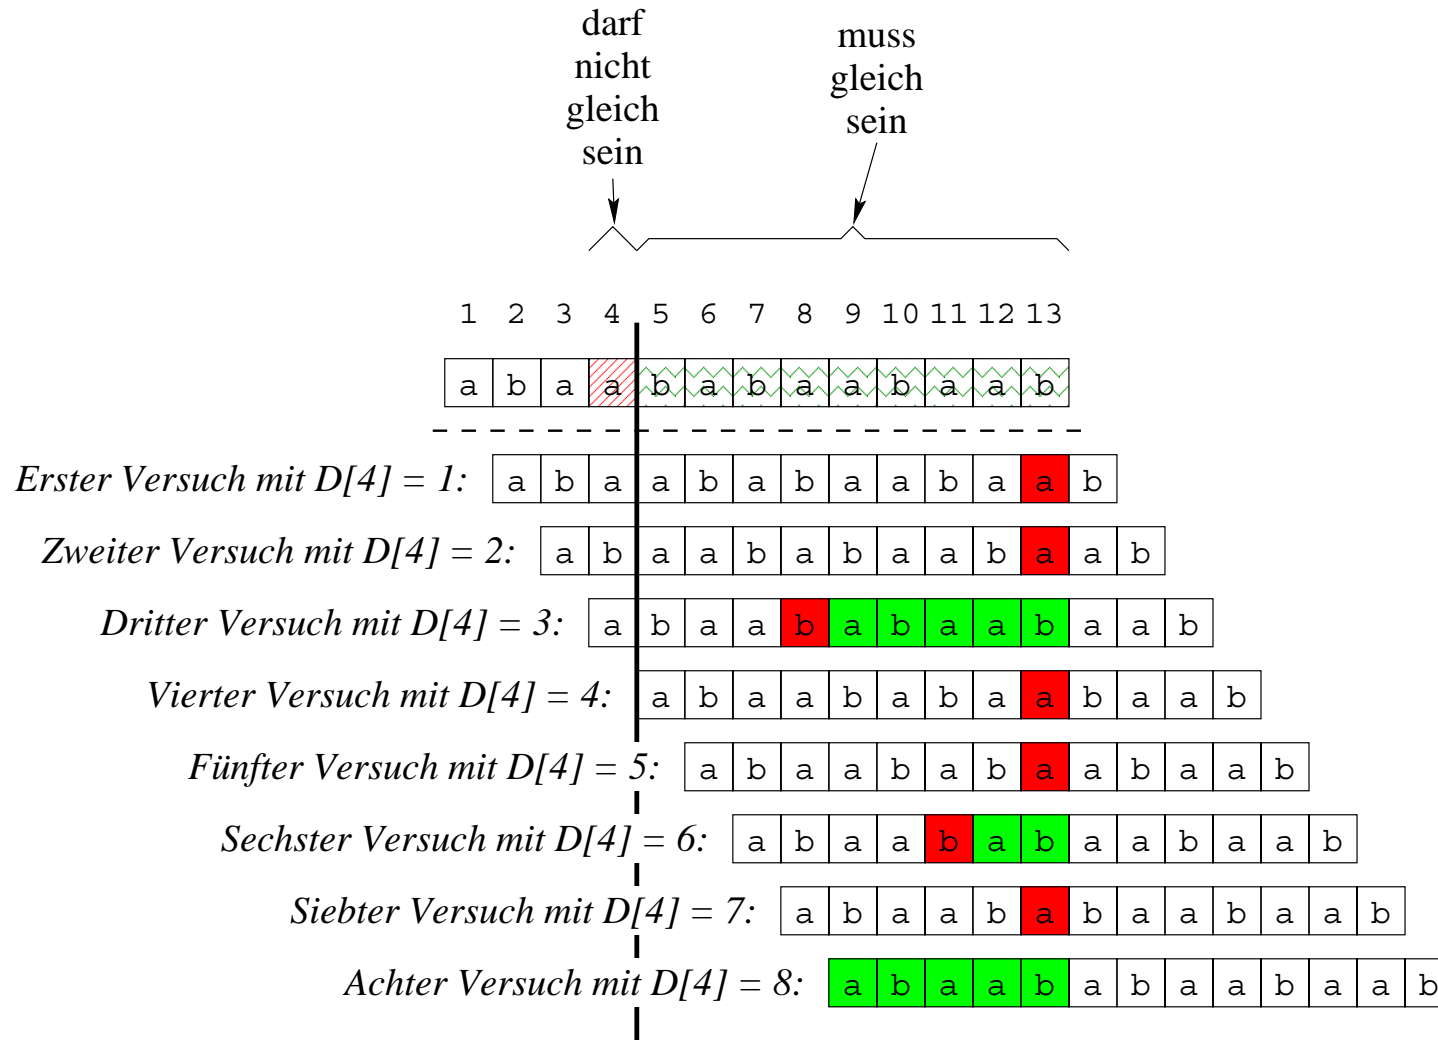 darf
nicht
gleich
sein
muss
gleich
sein
1 2 3 4 5 6 7 8 9 10 11 12 13
a b a a b a b a a b a a b
Erster Versuch mit D[4] = 1: a b a a b a b a a b a a b
Zweiter Versuch mit D[4] = 2: a b a a b a b a a b a a b
Dritter Versuch mit D[4] = 3: a b a a b a b a a b a a b
Vierter Versuch mit D[4] = 4: a b a a b a b a a b a a b
Fünfter Versuch mit D[4] = 5: a b a a b a b a a b a a b
Sechster Versuch mit D[4] = 6: a b a a b a b a a b a a b
Siebter Versuch mit D[4] = 7: a b a a b a b a a b a a b
Achter Versuch mit D[4] = 8: a b a a b a b a a b a a b